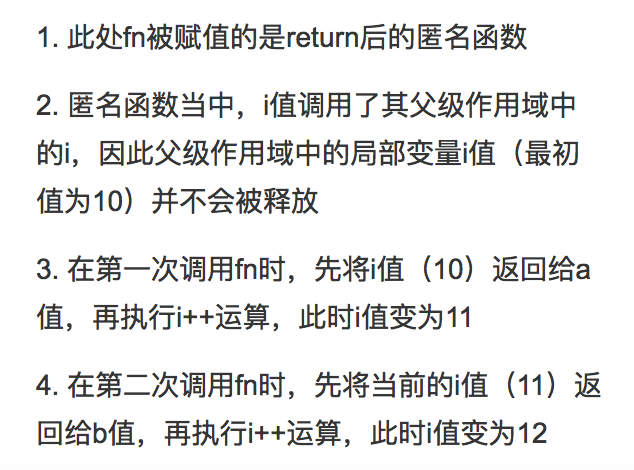 1. 此处fn被赋值的是return后的匿名函数
2. 匿名函数当中，i值调用了其父级作用域中
的i，因此父级作用域中的局部变量i值（最初
值为10）并不会被释放
3. 在第一次调用fn时，先将i值（10）返回给a
值，再执行i++运算，此时i值变为11
4. 在第二次调用fn时，先将当前的i值（11）返
回给b值，再执行i++运算，此时i值变为12